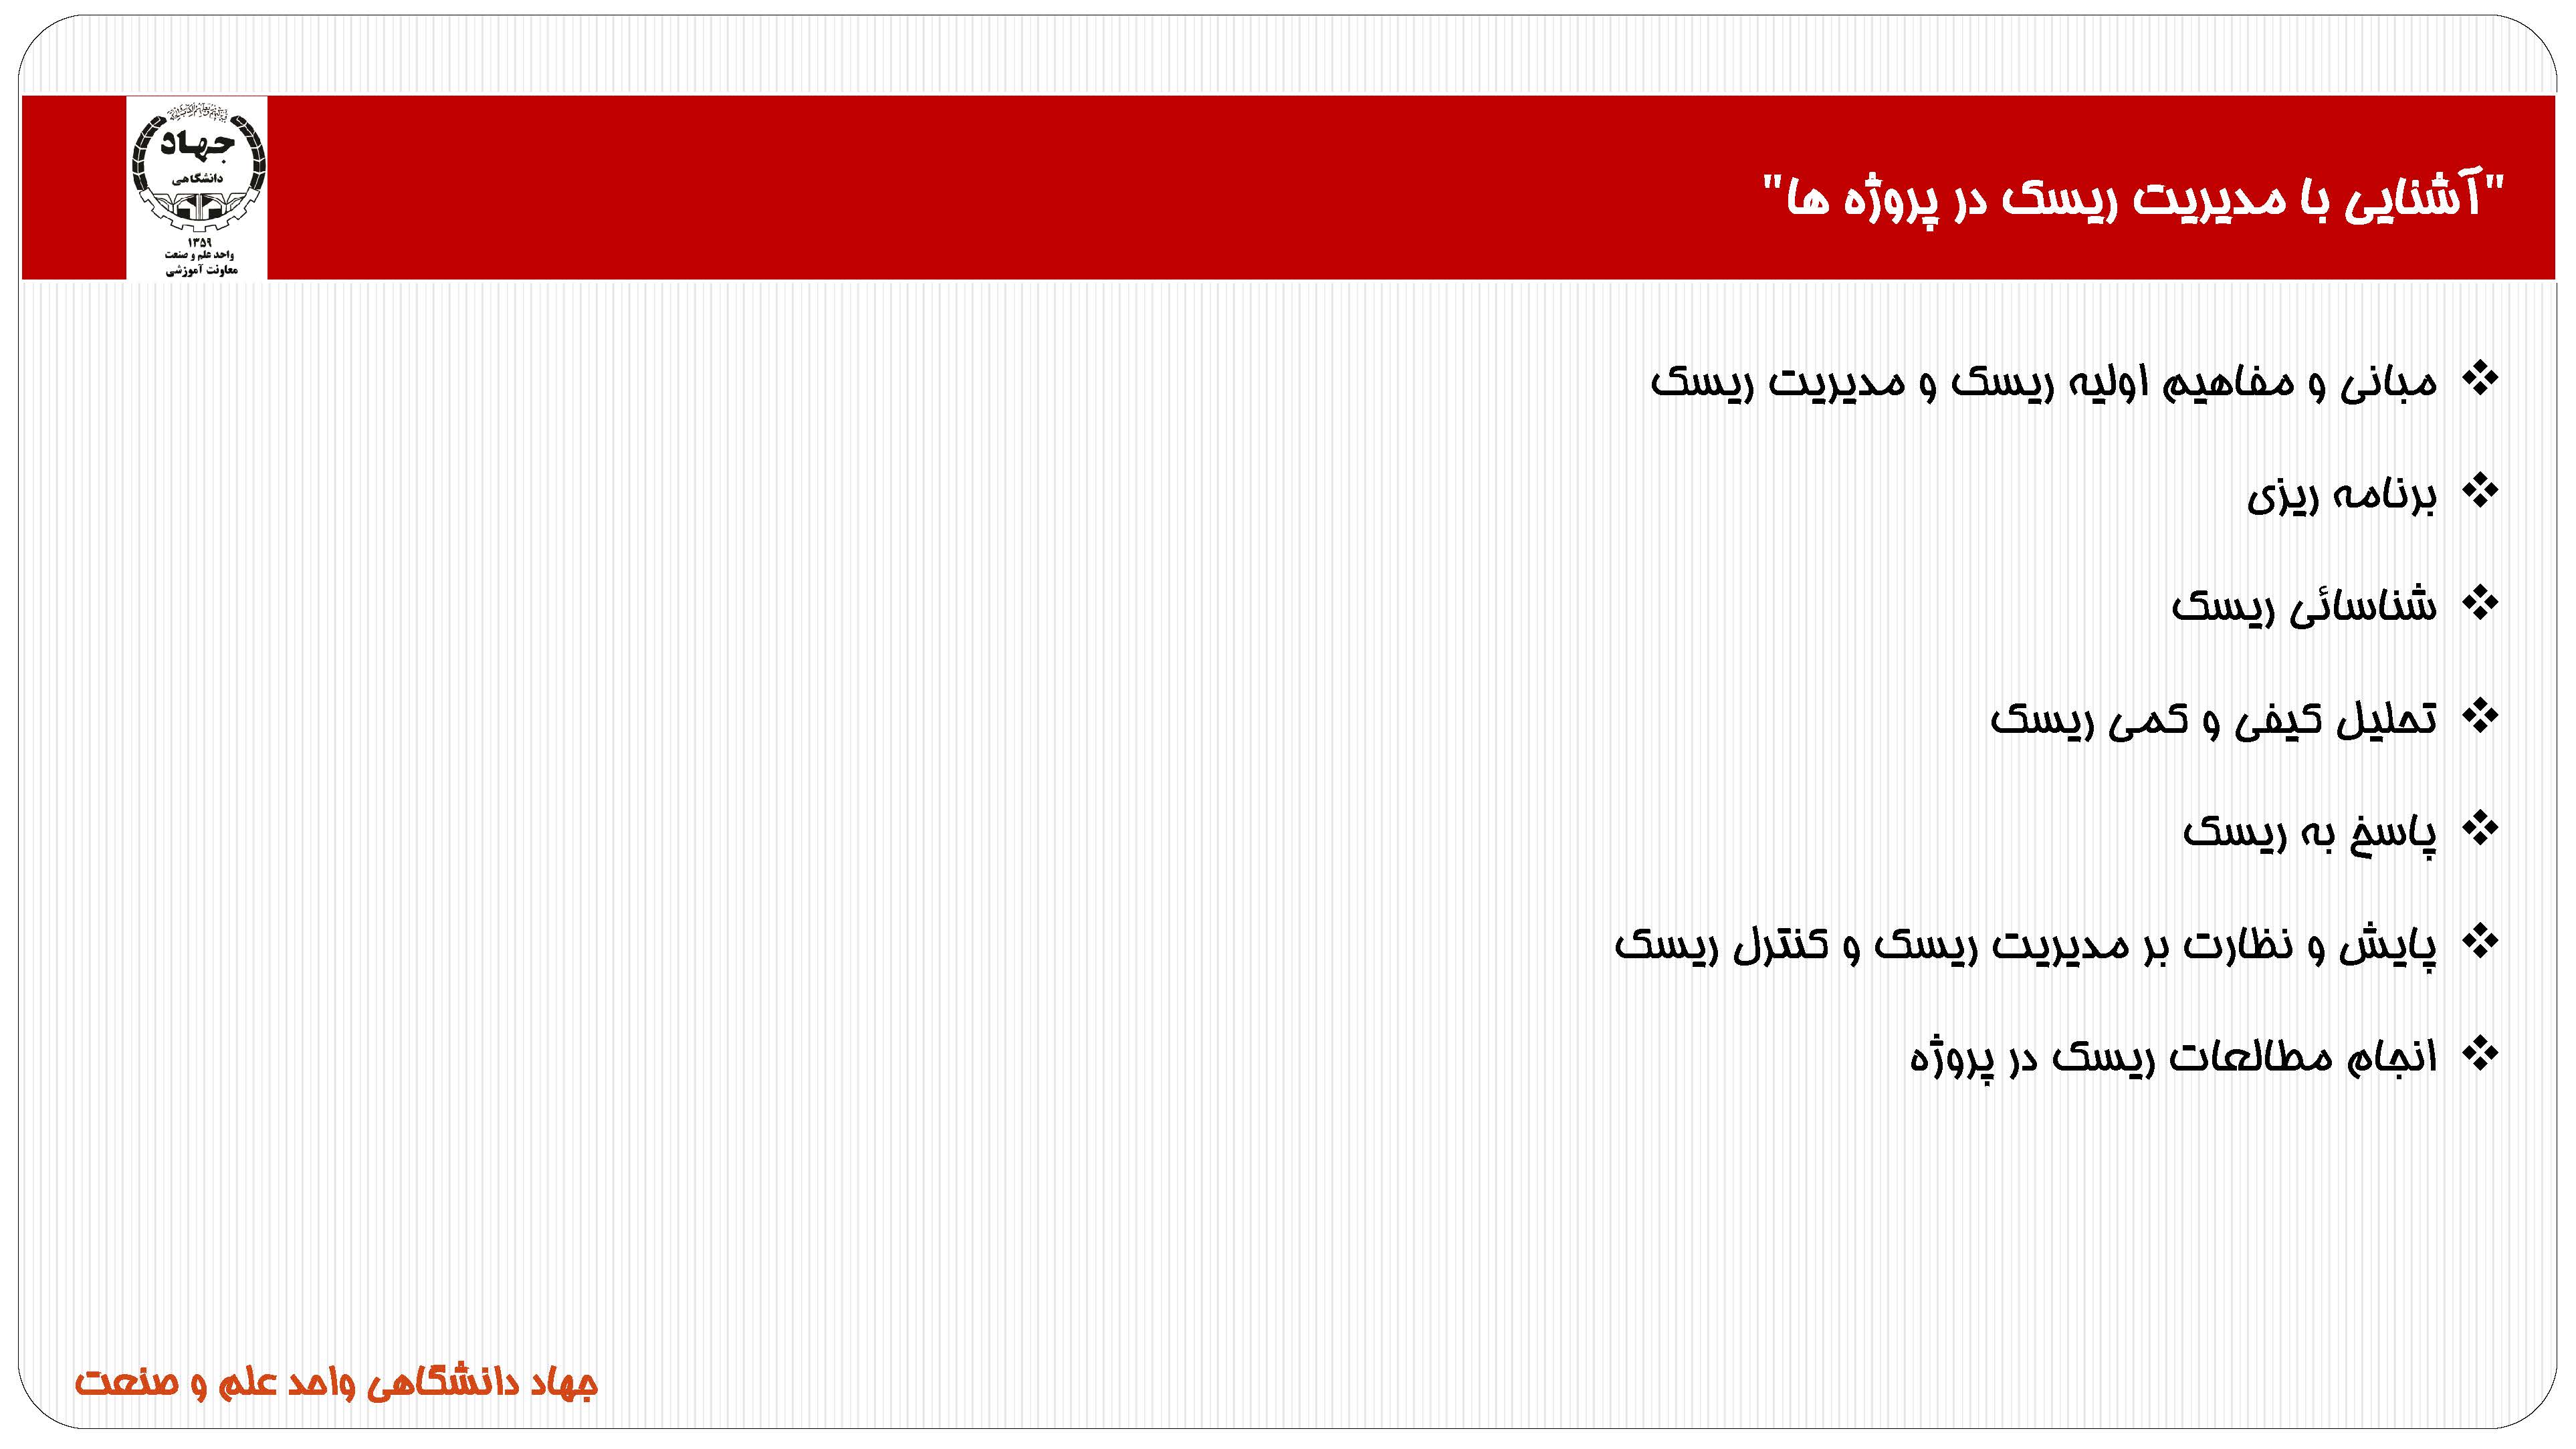 "آشنایی با مدیریت ریسک در پروژه ها"
جهاد
دانشگاهی
۱۳۵۹
واحد علم و صنعت
معاونت آموزشی
❖ مبانی و مفاهیم اولیه ریسک و مدیریت ریسک
❖ برنامه ریزی
❖ شناسائی ریسک
❖ تحلیل کیفی و کمی ریسک
❖ پاسخ به ریسک
❖ پایش و نظارت بر مدیریت ریسک و کنترل ریسک
❖ انجام مطالعات ریسک در پروژه
جهاد دانشگاهی واحد علم و صنعت